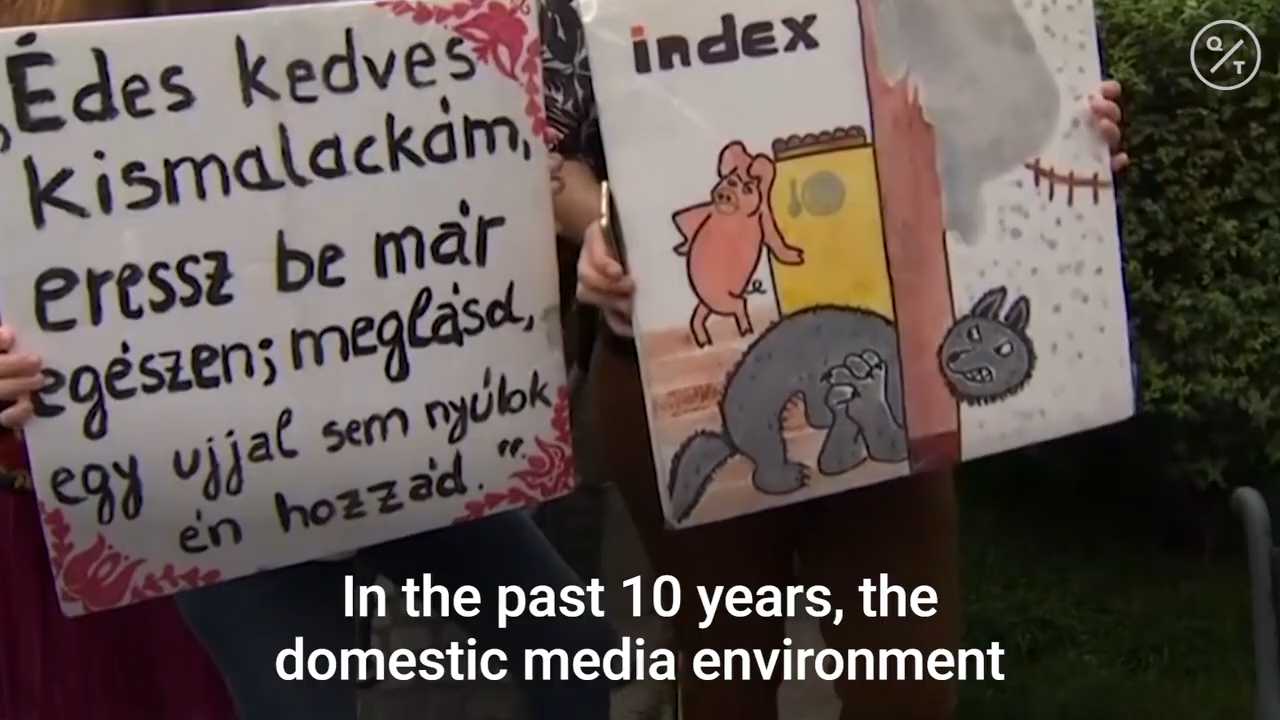 „Édes kedves
kismalackám,
eressz be már
egészen; meglásd,
egy ujjal sem nyúlok
én hozzád.”
index
Q/T
In the past 10 years, the
domestic media environment